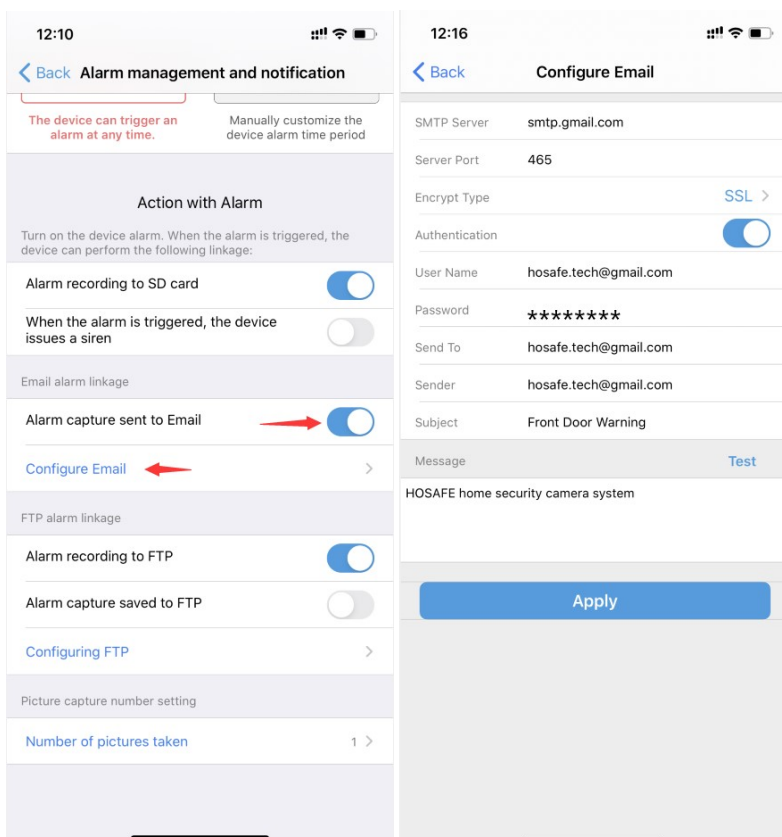 12:10
Back Alarm management and notification
The device can trigger an
alarm at any time.
Manually customize the
device alarm time period
Action with Alarm
Turn on the device alarm. When the alarm is triggered, the
device can perform the following linkage:
Alarm recording to SD card
When the alarm is triggered, the device
issues a siren
Email alarm linkage
Alarm capture sent to Email
Configure Email
FTP alarm linkage
Alarm recording to FTP
Alarm capture saved to FTP
Configuring FTP
Picture capture number setting
Number of pictures taken 1
12:16
Back Configure Email
SMTP Server smtp.gmail.com
Server Port 465
Encrypt Type SSL
Authentication
User Name hosafe.tech@gmail.com
Password ********
Send To hosafe.tech@gmail.com
Sender hosafe.tech@gmail.com
Subject Front Door Warning
Message Test
HOSAFE home security camera system
Apply